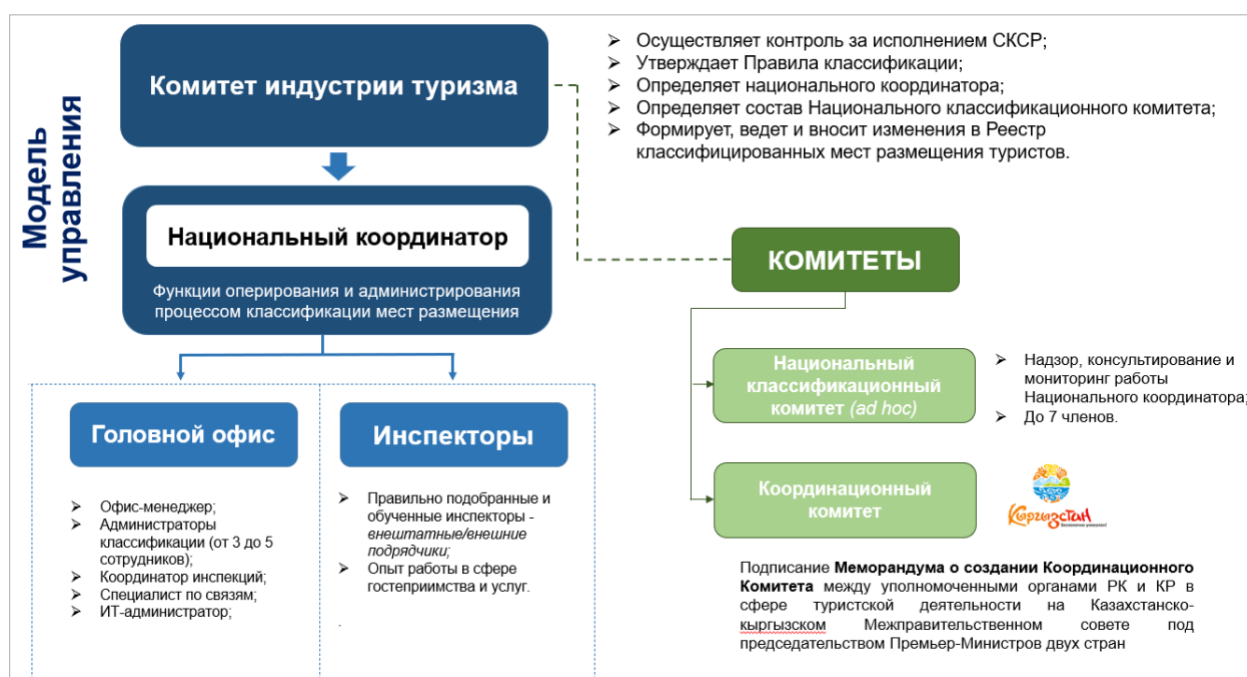 Модель
управления
Комитет индустрии туризма
Осуществляет контроль за исполнением СКСР;
Утверждает Правила классификации;
Определяет национального координатора;
Определяет состав Национального классификационного комитета;
Формирует, ведет и вносит изменения в Реестр
классифицированных мест размещения туристов.
Национальный координатор
Функции оперирования и администрирования
процессом классификации мест размещения
КОМИТЕТЫ
Национальный
классификационный
комитет (ad hoc)
Надзор, консультирование и
мониторинг работы
Национального координатора;
До 7 членов.
Головной офис
Офис-менеджер;
Администраторы
классификации (от 3 до 5
сотрудников);
Координатор инспекций;
Специалист по связям;
ИТ-администратор;
Инспекторы
Правильно подобранные и
обученные инспекторы -
внештатные/внешние
подрядчики;
Опыт работы в сфере
гостеприимства и услуг.
.
Координационный
комитет
Кыргызстан
Подписание Меморандума о создании Координационного
Комитета между уполномоченными органами РК и КР в
сфере туристской деятельности на Казахстанско-
кыргызском Межправительственном совете под
председательством Премьер-Министров двух стран